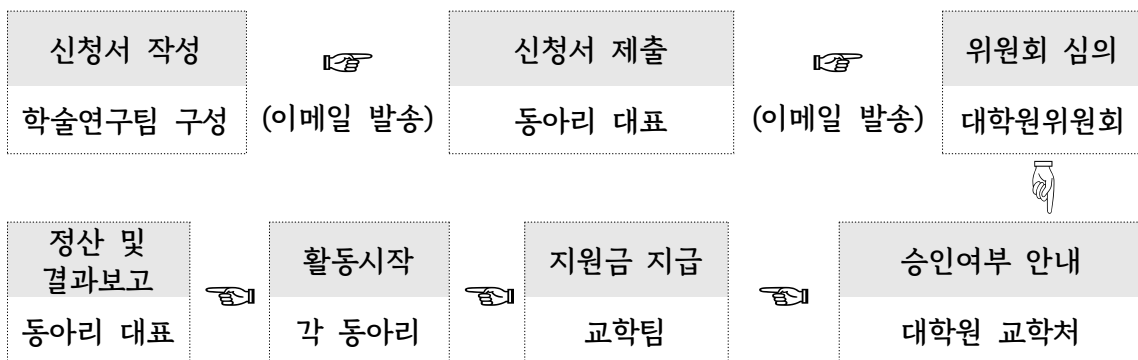 신청서 작성
☞
신청서 제출
☞
위원회 심의
학술연구팀 구성
(이메일 발송)
동아리 대표
(이메일 발송)
대학원위원회
☟
정산 및
결과보고
☜
활동시작
☜
지원금 지급
☜
승인여부 안내
동아리 대표
각 동아리
교학팀
대학원 교학처